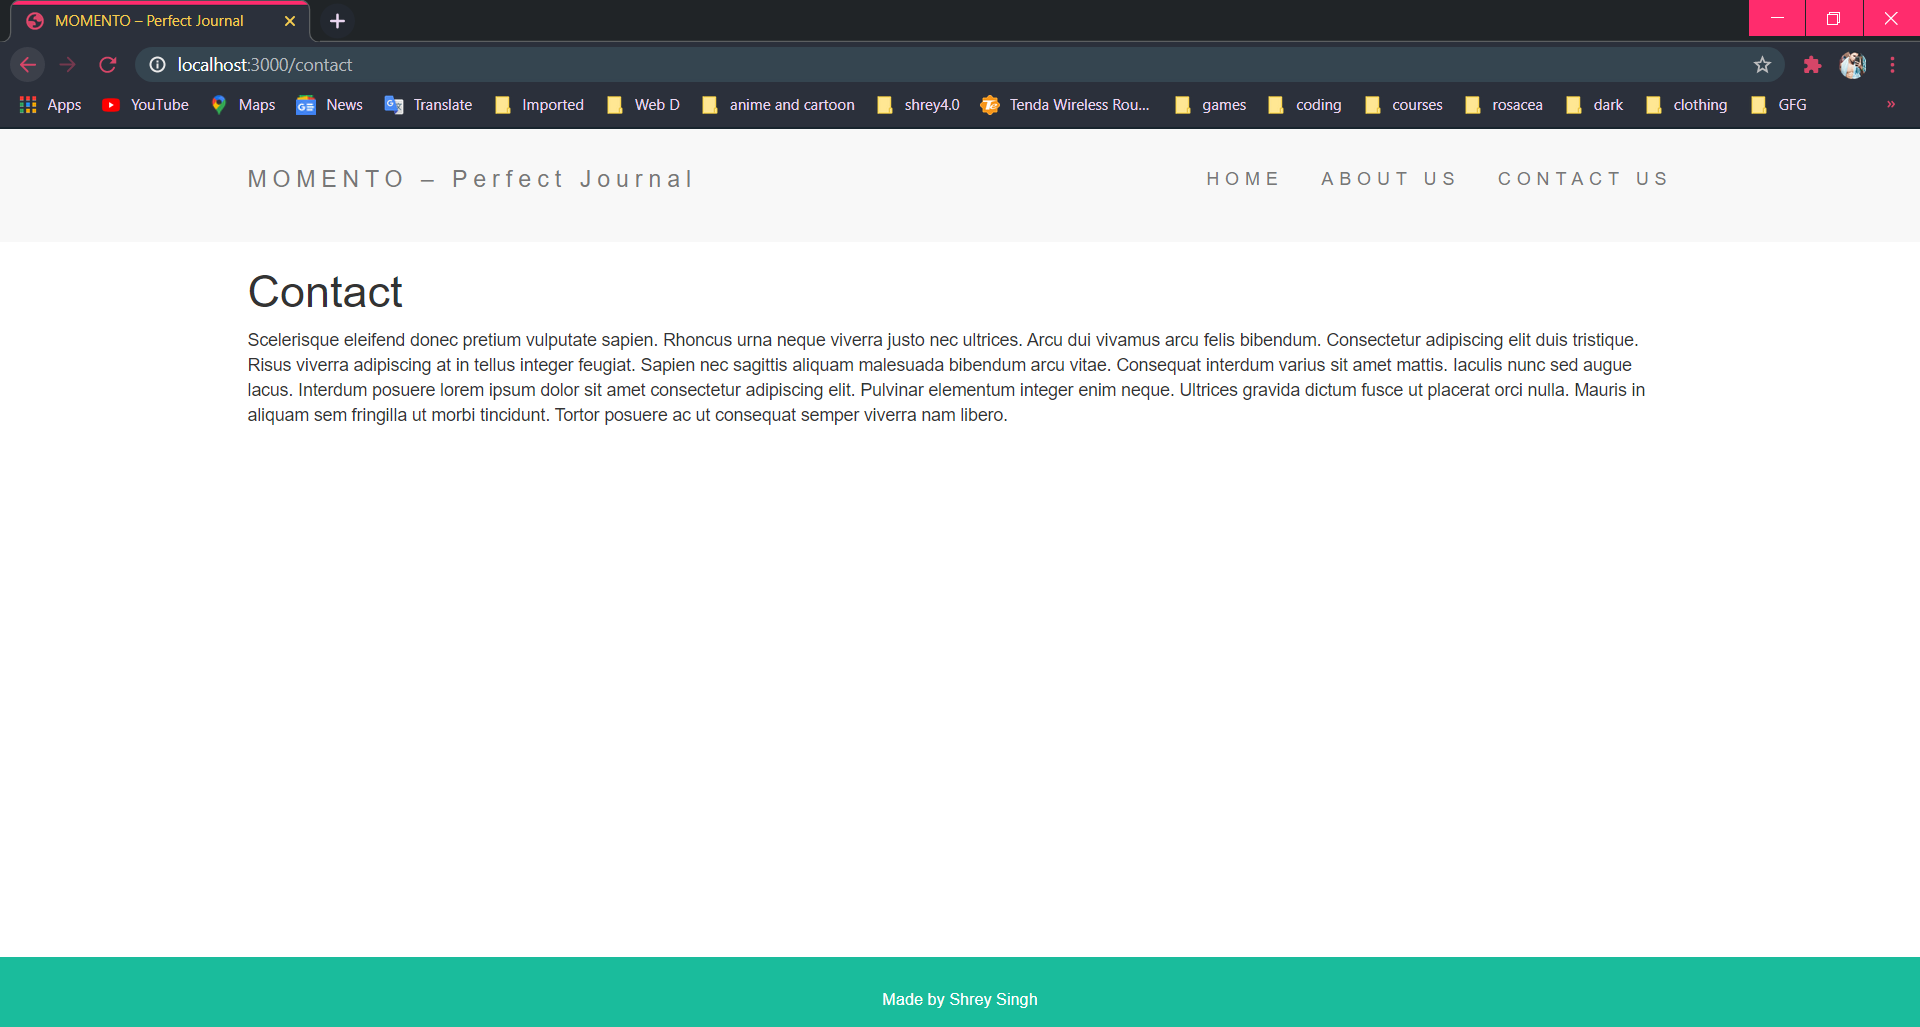 MOMENTO – Perfect Journal
localhost:3000/contact
Apps YouTube Maps News Translate Imported Web D anime and cartoon shrey4.0 Tenda Wireless Rou... games coding courses rosacea dark clothing GFG »
MOMENTO – Perfect Journal HOME ABOUT US CONTACT US
Contact
Scelerisque eleifend donec pretium vulputate sapien. Rhoncus urna neque viverra justo nec ultrices. Arcu dui vivamus arcu felis bibendum. Consectetur adipiscing elit duis tristique.
Risus viverra adipiscing at in tellus integer feugiat. Sapien nec sagittis aliquam malesuada bibendum arcu vitae. Consequat interdum varius sit amet mattis. Iaculis nunc sed augue
lacus. Interdum posuere lorem ipsum dolor sit amet consectetur adipiscing elit. Pulvinar elementum integer enim neque. Ultrices gravida dictum fusce ut placerat orci nulla. Mauris in
aliquam sem fringilla ut morbi tincidunt. Tortor posuere ac ut consequat semper viverra nam libero.
Made by Shrey Singh